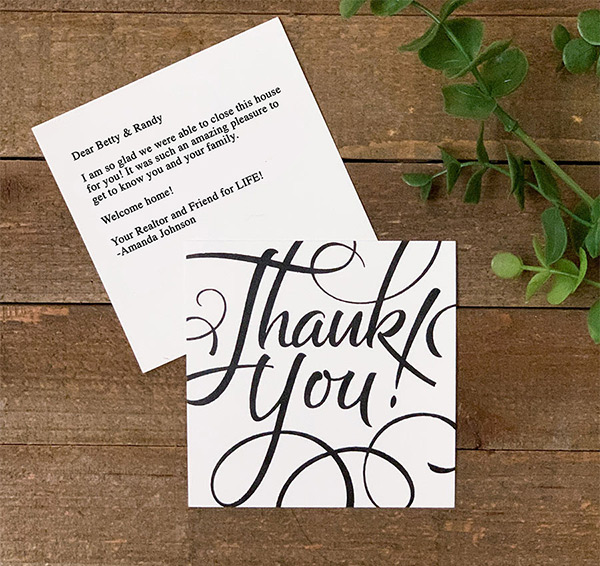 Dear Betty & Randy
I am so glad we were able to close this house
for you! It was such an amazing pleasure to
get to know you and your family.
Welcome home!
Your Realtor and Friend for LIFE!
-Amanda Johnson
Thank
you!